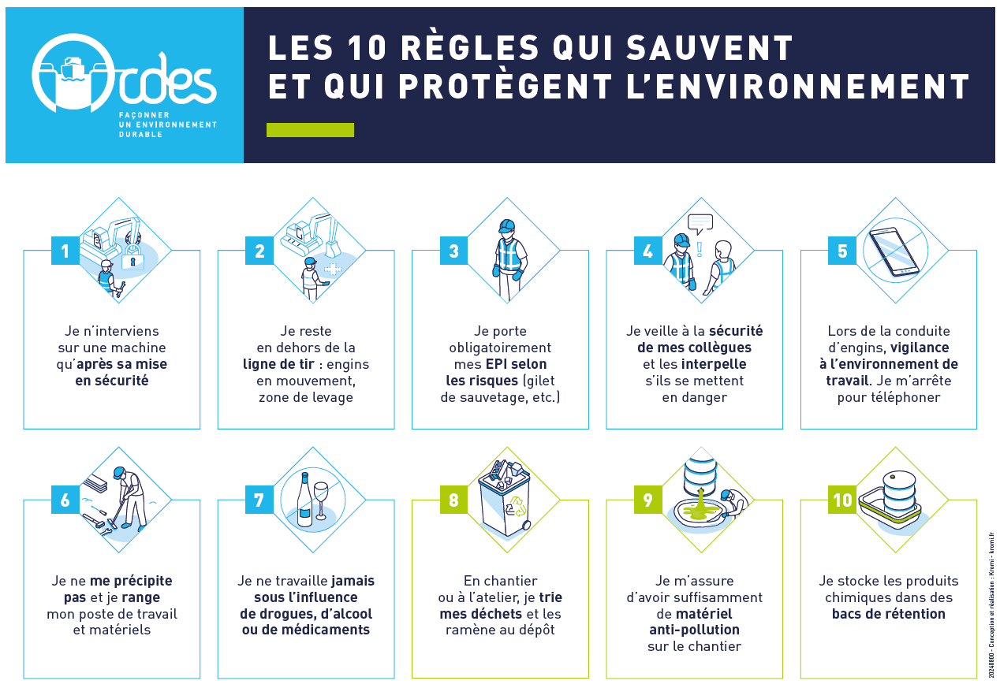 cdes
FAÇONNER
UN ENVIRONNEMENT
DURABLE
LES 10 RÈGLES QUI SAUVENT
ET QUI PROTÈGENT L'ENVIRONNEMENT
1
Je n'interviens
sur une machine
qu'après sa mise
en sécurité
2
Je reste
en dehors de la
ligne de tir : engins
en mouvement,
zone de levage
3
Je porte
obligatoirement
mes EPI selon
les risques (gilet
de sauvetage, etc.)
4
Je veille à la sécurité
de mes collègues
et les interpelle
s'ils se mettent
en danger
5
Lors de la conduite
d'engins, vigilance
à l'environnement de
travail. Je m'arrête
pour téléphoner
6
Je ne me précipite
pas et je range
mon poste de travail
et matériels
7
Je ne travaille jamais
sous l'influence
de drogues, d'alcool
ou de médicaments
8
En chantier
ou à l'atelier, je trie
mes déchets et les
ramène au dépôt
9
Je m'assure
d'avoir suffisamment
de matériel
anti-pollution
sur le chantier
10
Je stocke les produits
chimiques dans des
bacs de rétention
20240800 - Conception et réalisation : Kromi - kromi.fr